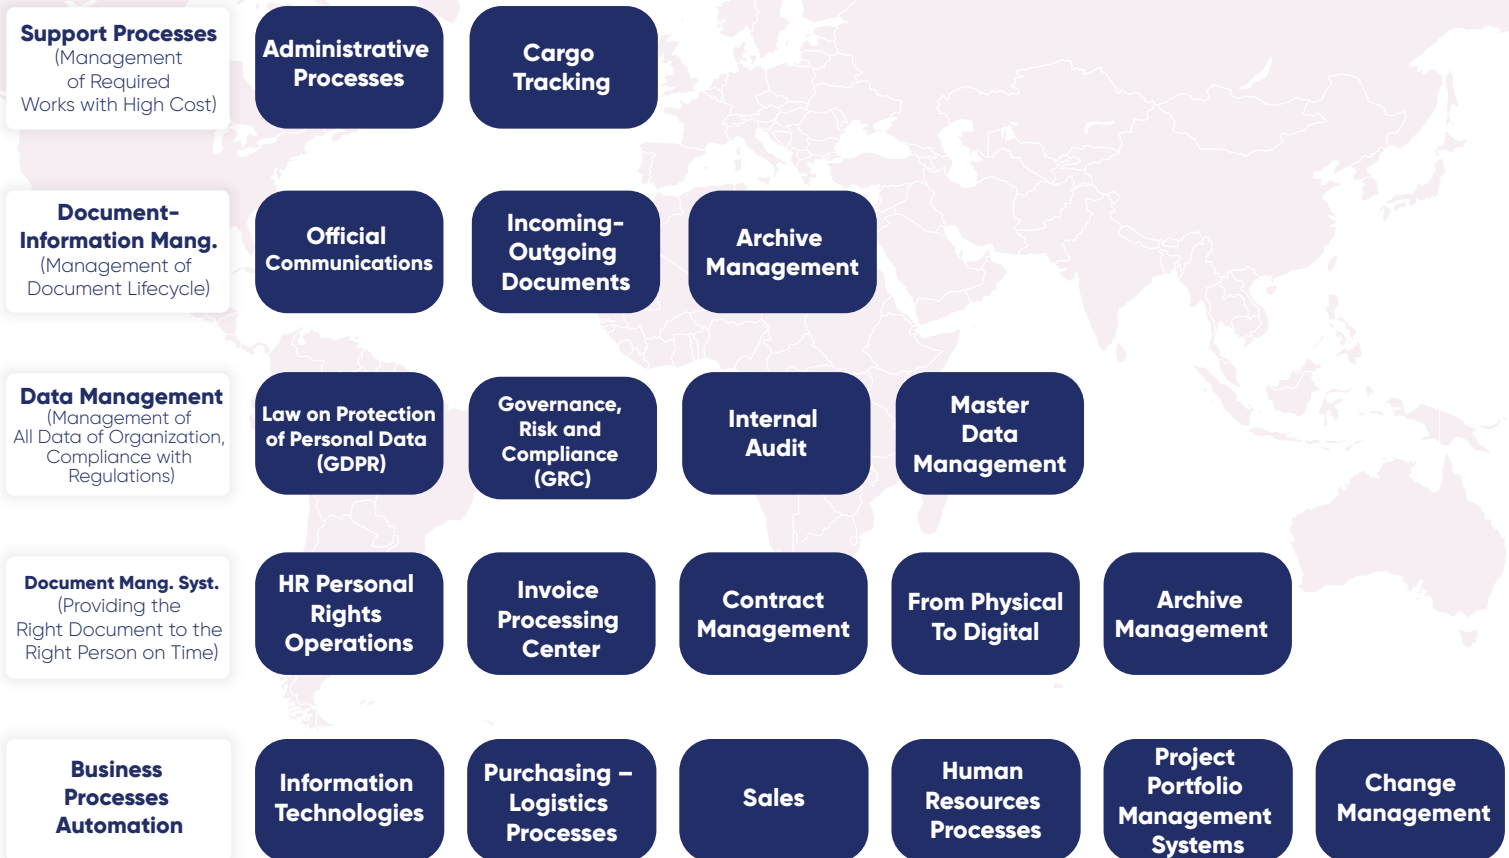 Support Processes
(Management
of Required
Works with High Cost)
Administrative
Processes
Cargo
Tracking
Document-
Information Mang.
(Management of
Document Lifecycle)
Official
Communications
Incoming-
Outgoing
Documents
Archive
Management
Data Management
(Management of
All Data of Organization,
Compliance with
Regulations)
Law on Protection
of Personal Data
(GDPR)
Governance,
Risk and
Compliance
(GRC)
Internal
Audit
Master
Data
Management
Document Mang. Syst.
(Providing the
Right Document to the
Right Person on Time)
HR Personal
Rights
Operations
Invoice
Processing
Center
Contract
Management
From Physical
To Digital
Archive
Management
Business
Processes
Automation
Information
Technologies
Purchasing –
Logistics
Processes
Sales
Human
Resources
Processes
Project
Portfolio
Management
Systems
Change
Management